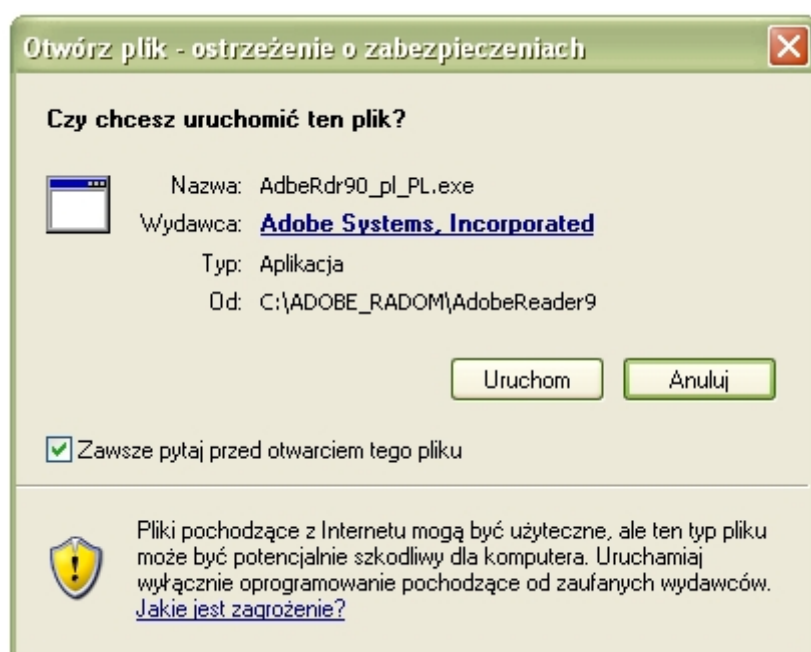 Otwórz plik - ostrzeżenie o zabezpieczeniach
Czy chcesz uruchomić ten plik?
Nazwa: AdbeRdr90_pl_PL.exe
Wydawca: Adobe Systems, Incorporated
Typ: Aplikacja
Od: C:\ADOBE_RADOM\AdobeReader9
Uruchom Anuluj
Zawsze pytaj przed otwarciem tego pliku
Pliki pochodzące z Internetu mogą być użyteczne, ale ten typ pliku
może być potencjalnie szkodliwy dla komputera. Uruchamiaj
wyłącznie oprogramowanie pochodzące od zaufanych wydawców.
Jakie jest zagrożenie?